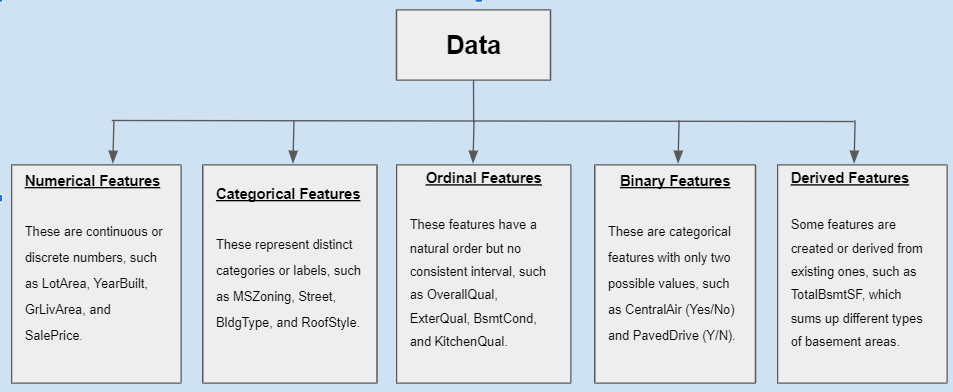 Data
Numerical Features
These are continuous or
discrete numbers, such
as LotArea, YearBuilt,
GrLivArea, and
SalePrice.
Categorical Features
These represent distinct
categories or labels, such
as MSZoning, Street,
BldgType, and RoofStyle.
Ordinal Features
These features have a
natural order but no
consistent interval, such
as OverallQual,
ExterQual, BsmtCond,
and KitchenQual.
Binary Features
These are categorical
features with only two
possible values, such
as CentralAir (Yes/No)
and PavedDrive (Y/N).
Derived Features
Some features are
created or derived from
existing ones, such as
TotalBsmtSF, which
sums up different types
of basement areas.